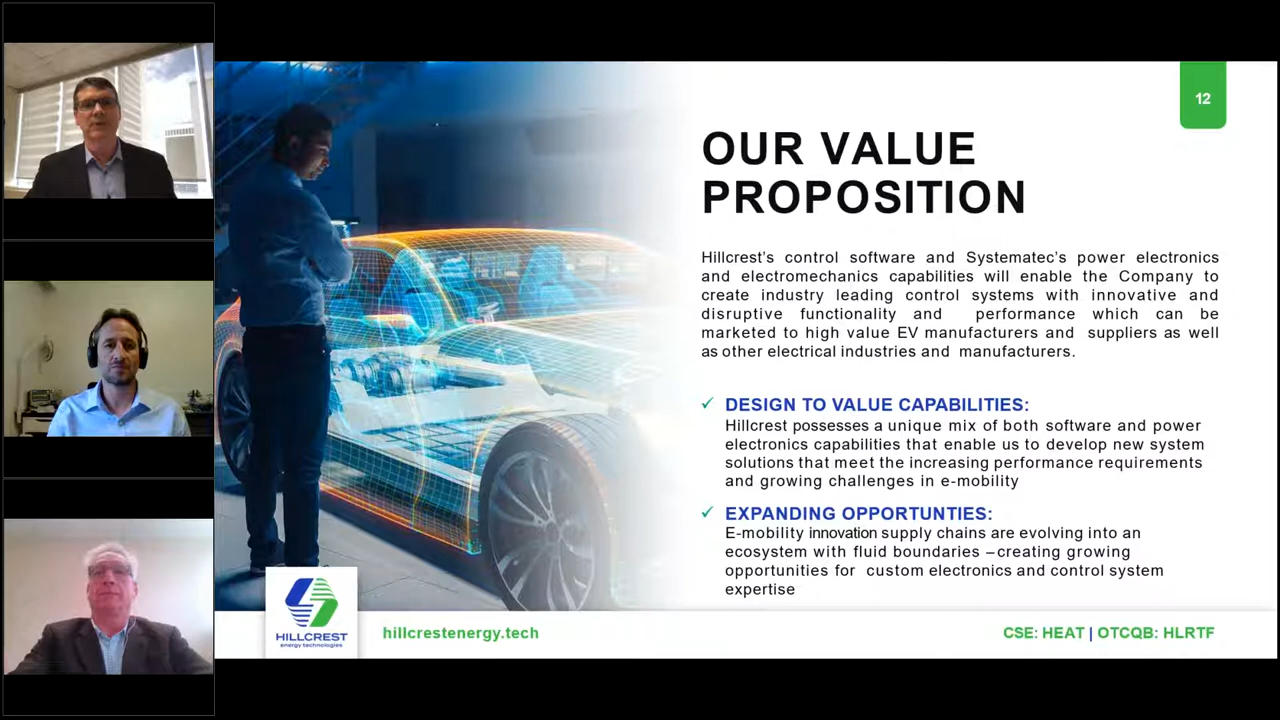 12
OUR VALUE
PROPOSITION
Hillcrest's control software and Systematec's power electronics
and electromechanics capabilities will enable the Company to
create industry leading control systems with innovative and
disruptive functionality and performance which can be
marketed to high value EV manufacturers and suppliers as well
as other electrical industries and manufacturers.
✓ DESIGN TO VALUE CAPABILITIES:
Hillcrest possesses a unique mix of both software and power
electronics capabilities that enable us to develop new system
solutions that meet the increasing performance requirements
and growing challenges in e-mobility
✓ EXPANDING OPPORTUNTIES:
E-mobility innovation supply chains are evolving into an
ecosystem with fluid boundaries –creating growing
opportunities for custom electronics and control system
expertise
HILLCREST
energy technologies
hillcrestenergy.tech
CSE: HEAT | OTCQB: HLRTF